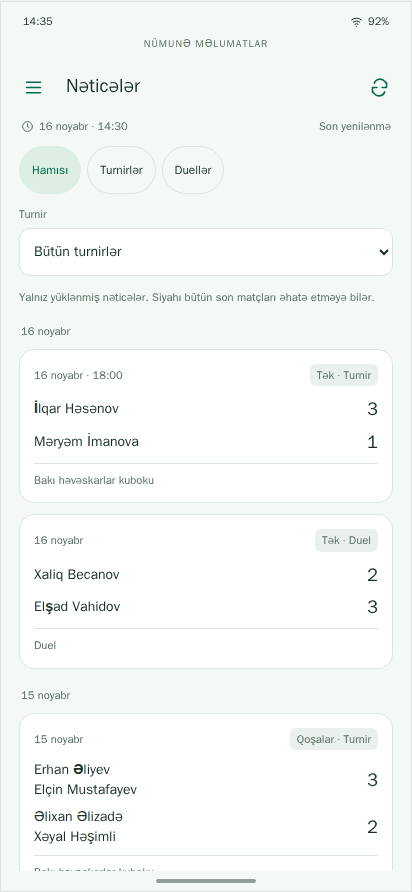 14:35
92%
NÜMUNƏ MƏLUMATLAR
Nəticələr
16 noyabr · 14:30
Son yenilənmə
Hamısı
Turnirlər
Duellər
Turnir
Bütün turnirlər
Yalnız yüklənmiş nəticələr. Siyahı bütün son matçları əhatə etməyə bilər.
16 noyabr
16 noyabr · 18:00
Tək · Turnir
İlqar Həsənov
3
Məryəm İmanova
1
Bakı həvəskarlar kuboku
16 noyabr
Tək · Duel
Xaliq Becanov
2
Elşad Vahidov
3
Duel
15 noyabr
15 noyabr
Qoşalar · Turnir
Erhan Əliyev
Elçin Mustafayev
3
Əlixan Əlizadə
Xəyal Həşimli
2